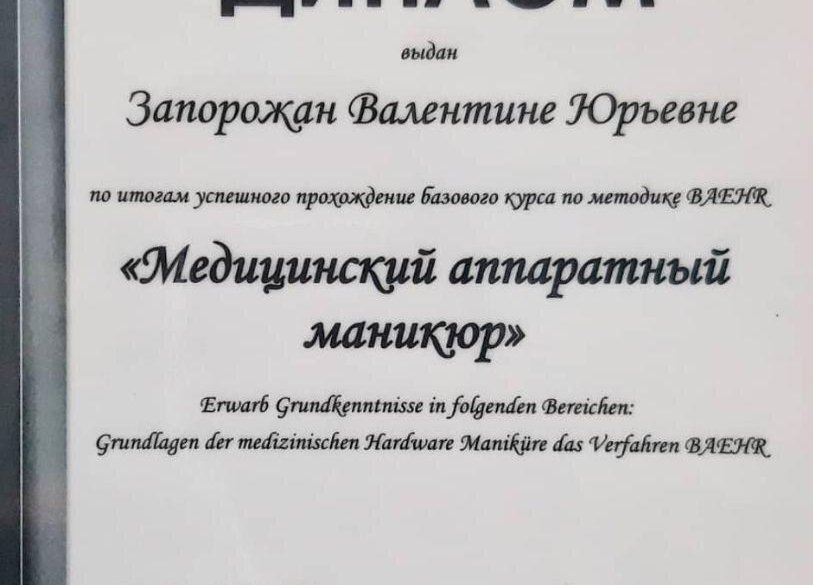 ДИПЛОМ
выдан
Запорожан Валентине Юрьевне
по итогам успешного прохождение базового курса по методике BAEHR
«Медицинский аппаратный
маникюр»
Erwarb Grundkenntnisse in folgenden Bereichen:
Grundlagen der medizinischen Hardware Maniküre das Verfahren BAEHR